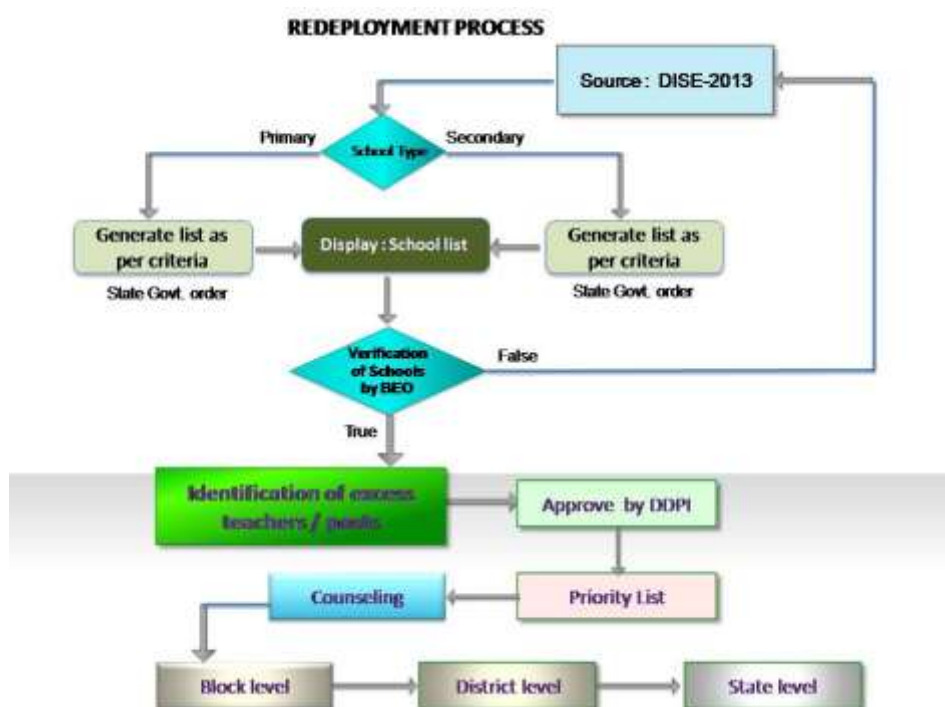 REDEPLOYMENT PROCESS
Source : DISE-2013
Primary
School Type
Secondary
Generate list as
per criteria
State Govt. order
Display : School list
Generate list as
per criteria
State Govt. order
Verification
of Schools
by BEO
False
True
Identification of excess
teachers /
Approve by DDPI
Counseling
Priority List
Block level
District level
State level